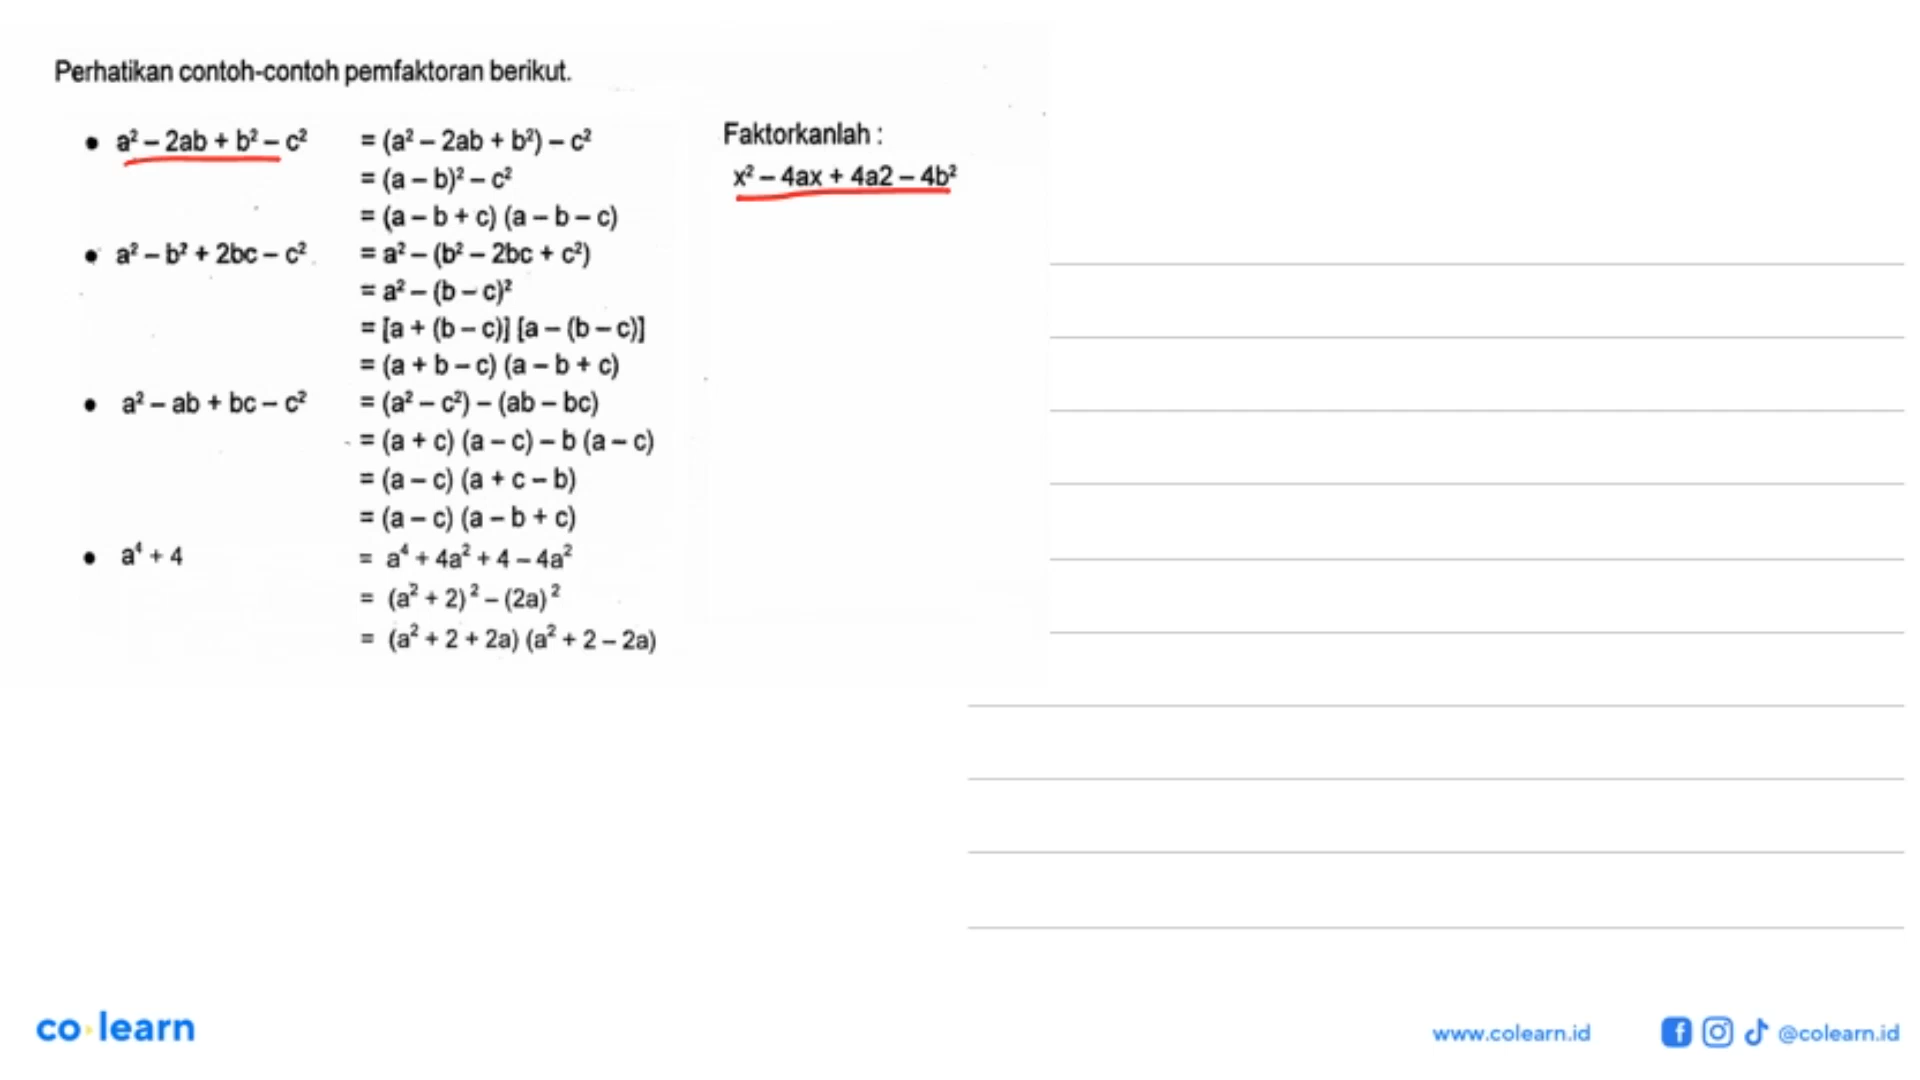 Perhatikan contoh-contoh pemfaktoran berikut.
• a² – 2ab + b² – c² = (a² – 2ab + b²) – c²
= (a – b)² – c²
= (a – b + c) (a – b – c)
• a² – b² + 2bc – c² = a² – (b² – 2bc + c²)
= a² – (b – c)²
= [a + (b – c)] [a – (b – c)]
= (a + b – c) (a – b + c)
• a² – ab + bc – c² = (a² – c²) – (ab – bc)
= (a + c) (a – c) – b (a – c)
= (a – c) (a + c – b)
= (a – c) (a – b + c)
• a⁴ + 4 = a⁴ + 4a² + 4 – 4a²
= (a² + 2)² – (2a)²
= (a² + 2 + 2a) (a² + 2 – 2a)
Faktorkanlah :
x² – 4ax + 4a2 – 4b²
co learn
www.colearn.id
@colearn.id